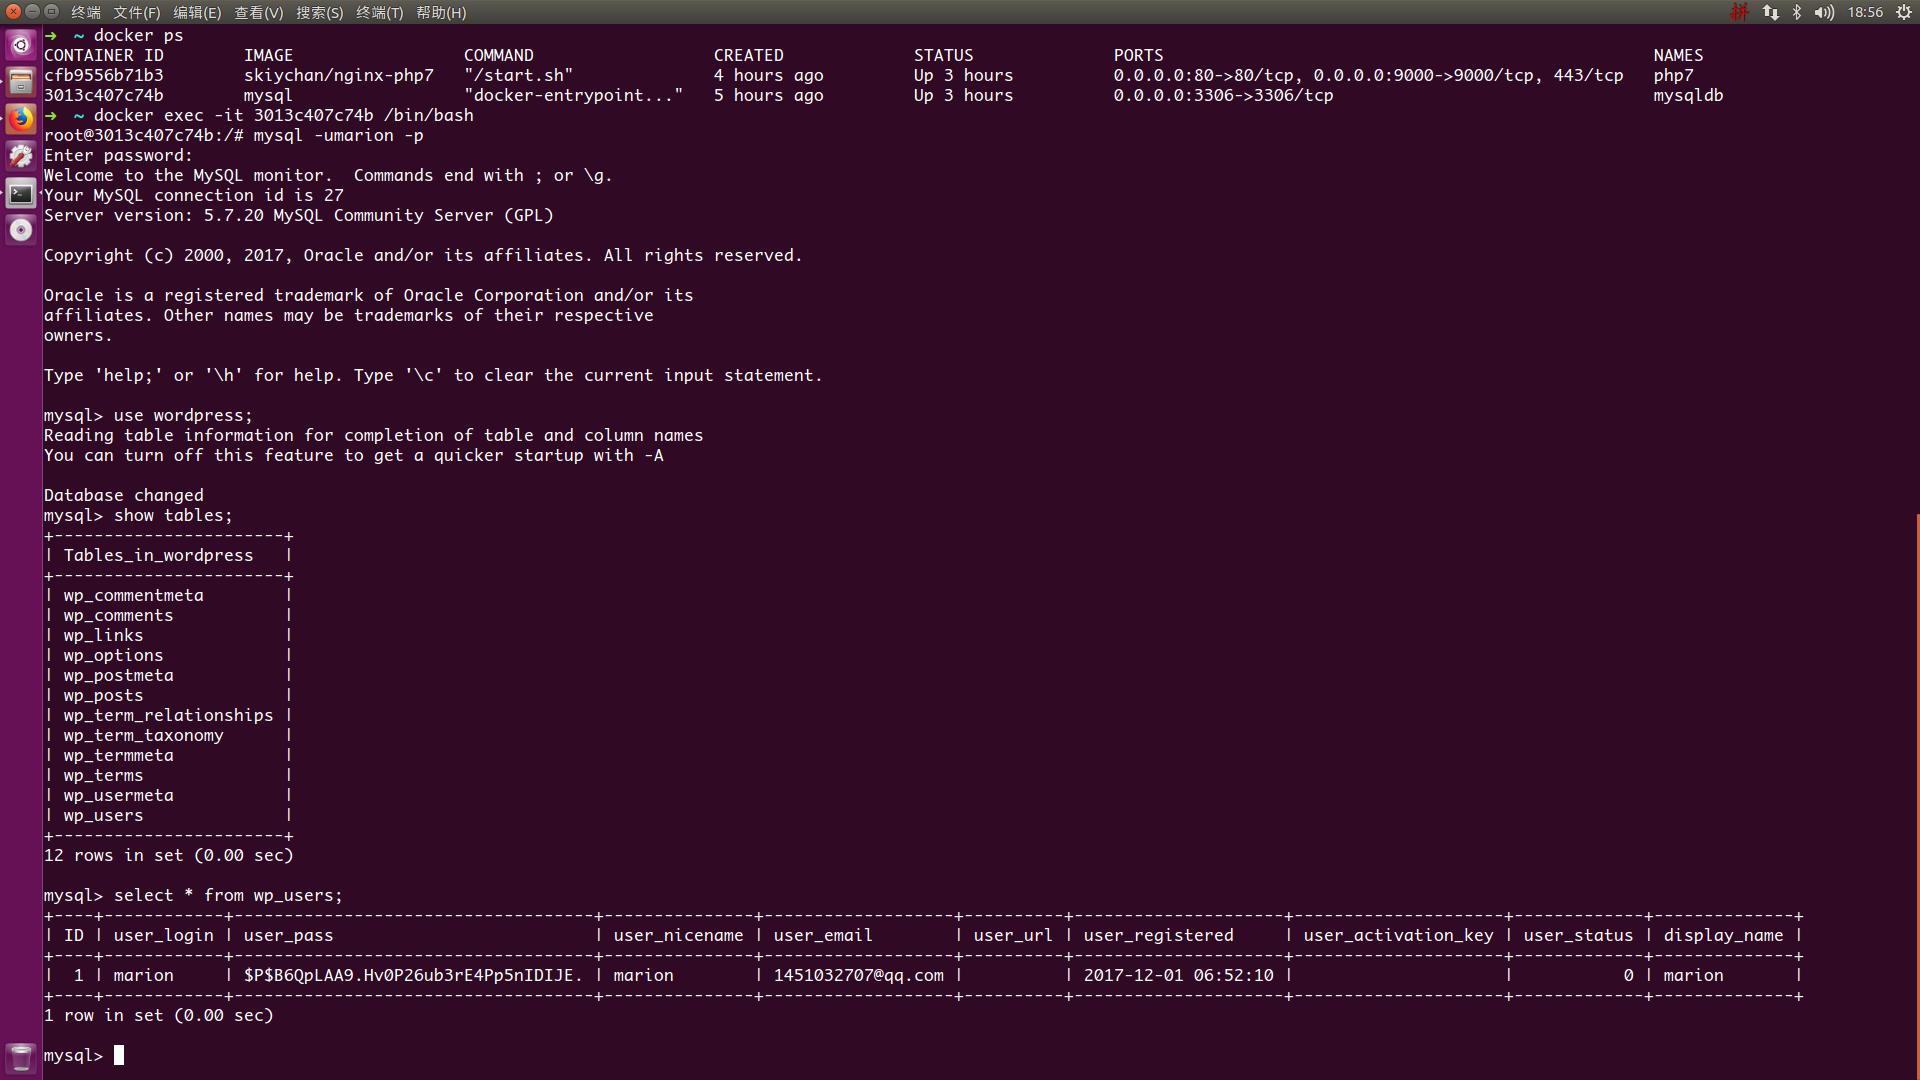 终端 文件(F) 编辑(E) 查看(V) 搜索(S) 终端(T) 帮助(H) 拼 18:56
→ ~ docker ps
CONTAINER ID        IMAGE                 COMMAND                  CREATED             STATUS              PORTS                                                 NAMES
cfb9556b71b3        skiychan/nginx-php7   "/start.sh"              4 hours ago         Up 3 hours          0.0.0.0:80->80/tcp, 0.0.0.0:9000->9000/tcp, 443/tcp   php7
3013c407c74b        mysql                 "docker-entrypoint..."   5 hours ago         Up 3 hours          0.0.0.0:3306->3306/tcp                                mysqldb
→ ~ docker exec -it 3013c407c74b /bin/bash
root@3013c407c74b:/# mysql -umarion -p
Enter password:
Welcome to the MySQL monitor.  Commands end with ; or \g.
Your MySQL connection id is 27
Server version: 5.7.20 MySQL Community Server (GPL)
Copyright (c) 2000, 2017, Oracle and/or its affiliates. All rights reserved.
Oracle is a registered trademark of Oracle Corporation and/or its
affiliates. Other names may be trademarks of their respective
owners.
Type 'help;' or '\h' for help. Type '\c' to clear the current input statement.
mysql> use wordpress;
Reading table information for completion of table and column names
You can turn off this feature to get a quicker startup with -A
Database changed
mysql> show tables;
+-----------------------+
| Tables_in_wordpress   |
+-----------------------+
| wp_commentmeta        |
| wp_comments           |
| wp_links              |
| wp_options            |
| wp_postmeta           |
| wp_posts              |
| wp_term_relationships |
| wp_term_taxonomy      |
| wp_termmeta           |
| wp_terms              |
| wp_usermeta           |
| wp_users              |
+-----------------------+
12 rows in set (0.00 sec)
mysql> select * from wp_users;
+----+------------+------------------------------------+---------------+-------------------+----------+---------------------+---------------------+-------------+--------------+
| ID | user_login | user_pass                          | user_nicename | user_email        | user_url | user_registered     | user_activation_key | user_status | display_name |
+----+------------+------------------------------------+---------------+-------------------+----------+---------------------+---------------------+-------------+--------------+
|  1 | marion     | $P$B6QpLAA9.Hv0P26ub3rE4Pp5nIDIJE. | marion        | 1451032707@qq.com |          | 2017-12-01 06:52:10 |                     |           0 | marion       |
+----+------------+------------------------------------+---------------+-------------------+----------+---------------------+---------------------+-------------+--------------+
1 row in set (0.00 sec)
mysql>